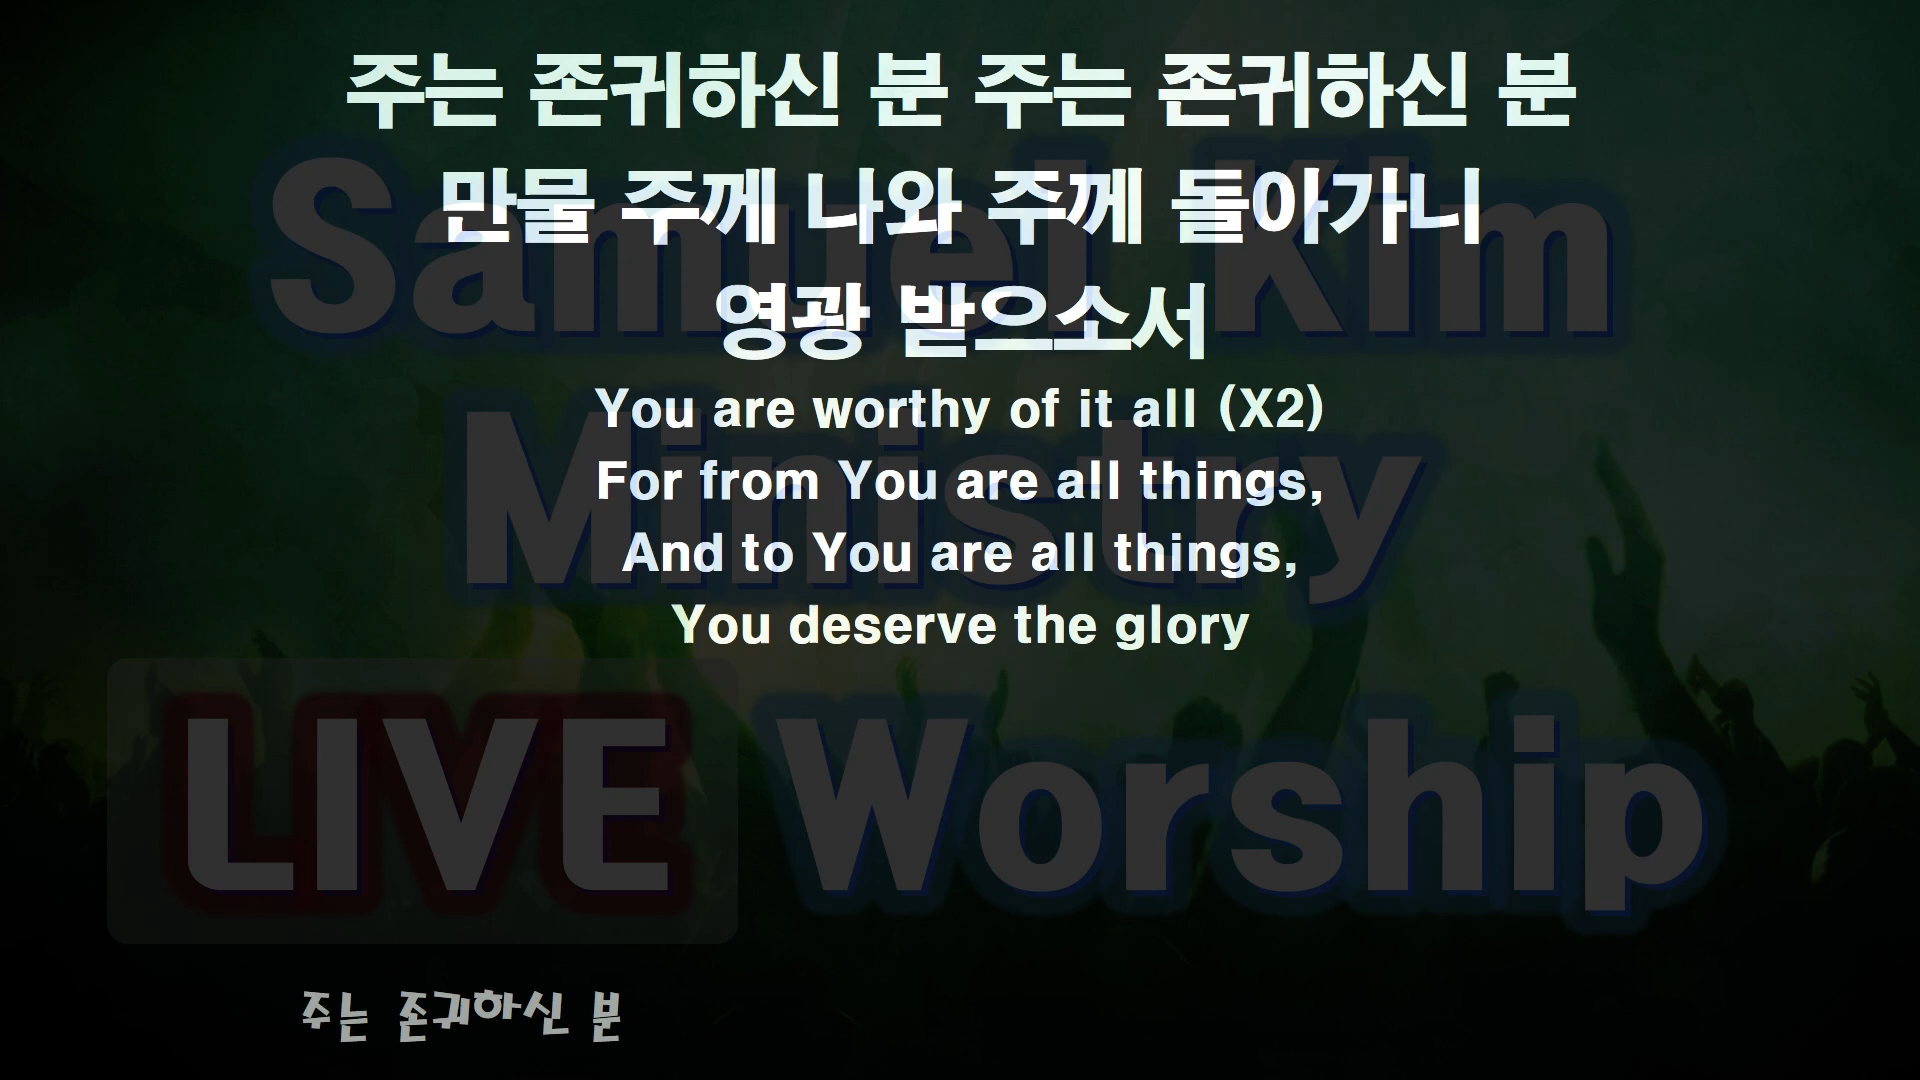 주는 존귀하신 분 주는 존귀하신 분
만물 주께 나와 주께 돌아가니
영광 받으소서
You are worthy of it all (X2)
For from You are all things,
And to You are all things,
You deserve the glory
Samuel Kim
Ministry
LIVE Worship
주는 존귀하신 분